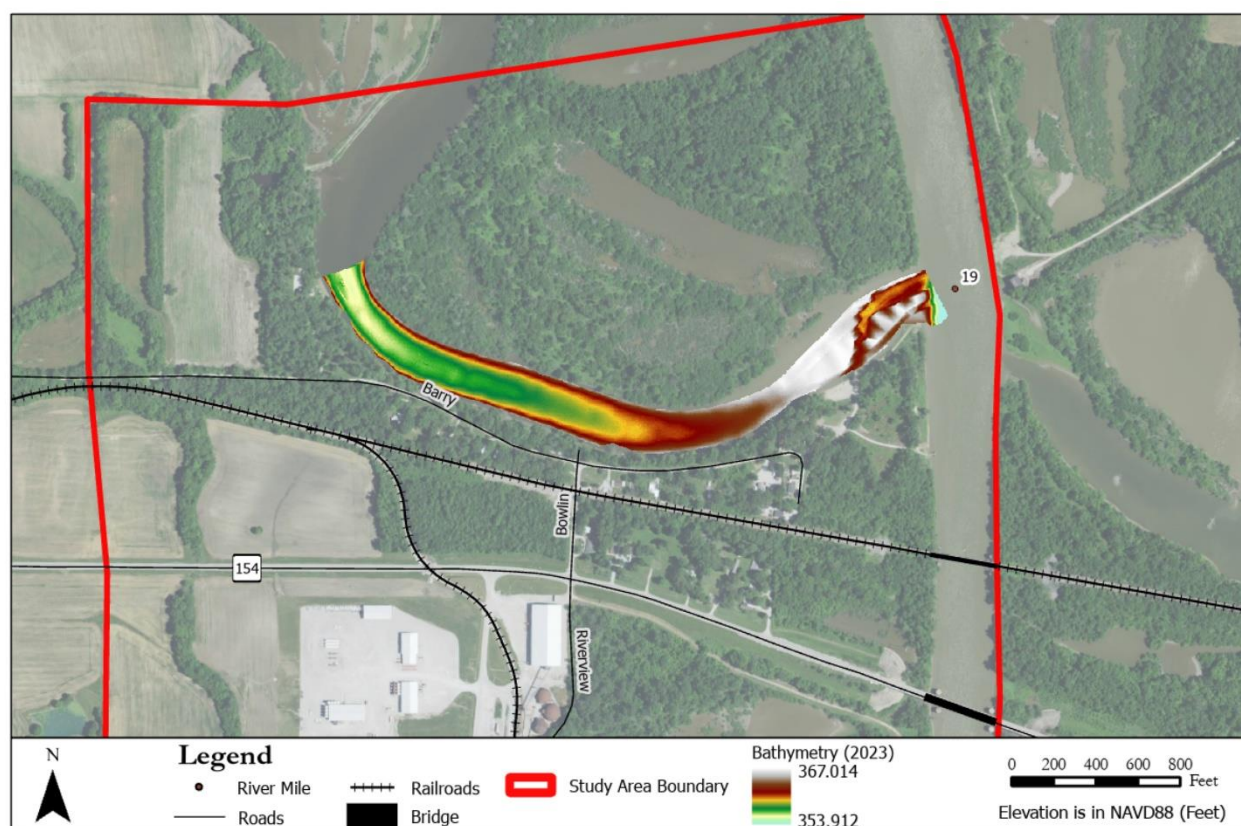 19
Barry
Bowlin
154
Riverview
N
Legend
River Mile
Roads
Railroads
Bridge
Study Area Boundary
Bathymetry (2023)
367.014
353.912
0 200 400 600 800
Feet
Elevation is in NAVD88 (Feet)